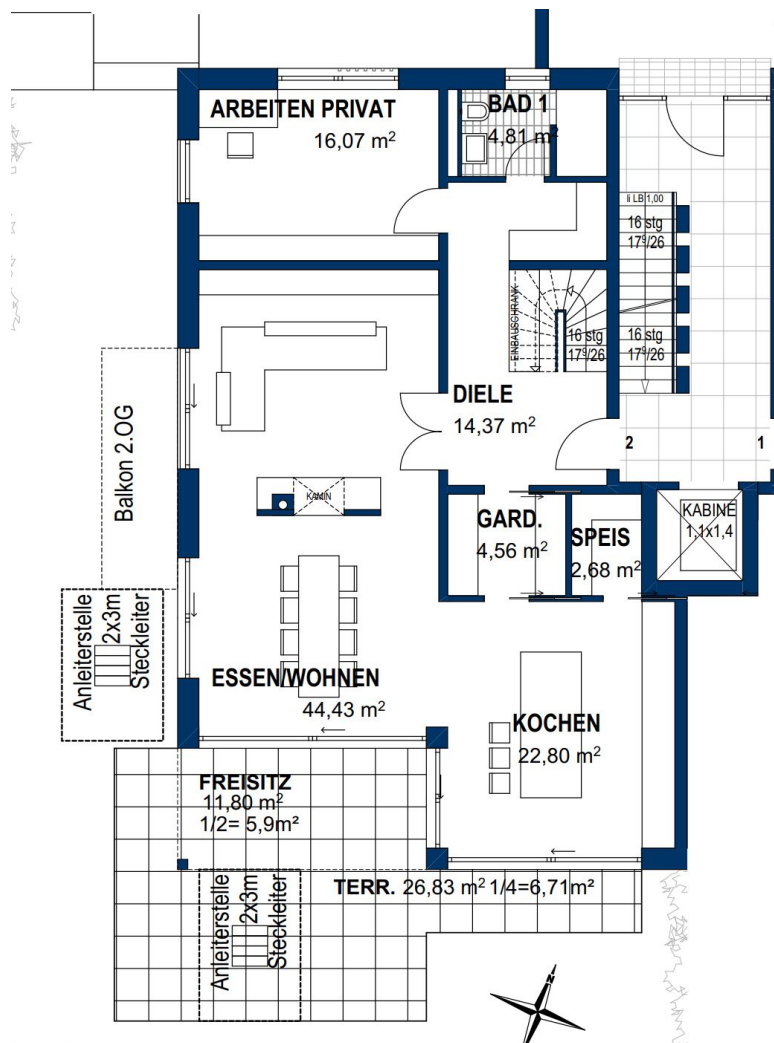 ARBEITEN PRIVAT
16,07 m²
BAD 1
4,81 m²
li LB 1,00
16 stg
17⁹/26
16 stg
17⁹/26
EINBAUSCHRANK
16 stg
17⁹/26
DIELE
14,37 m²
2
1
Balkon 2.OG
KAMIN
GARD.
4,56 m²
SPEIS
2,68 m²
KABINE
1,1x1,4
Anleiterstelle
2x3m
Steckleiter
ESSEN/WOHNEN
44,43 m²
KOCHEN
22,80 m²
FREISITZ
11,80 m²
1/2= 5,9m²
TERR. 26,83 m² 1/4=6,71m²
Anleiterstelle
2x3m
Steckleiter
N